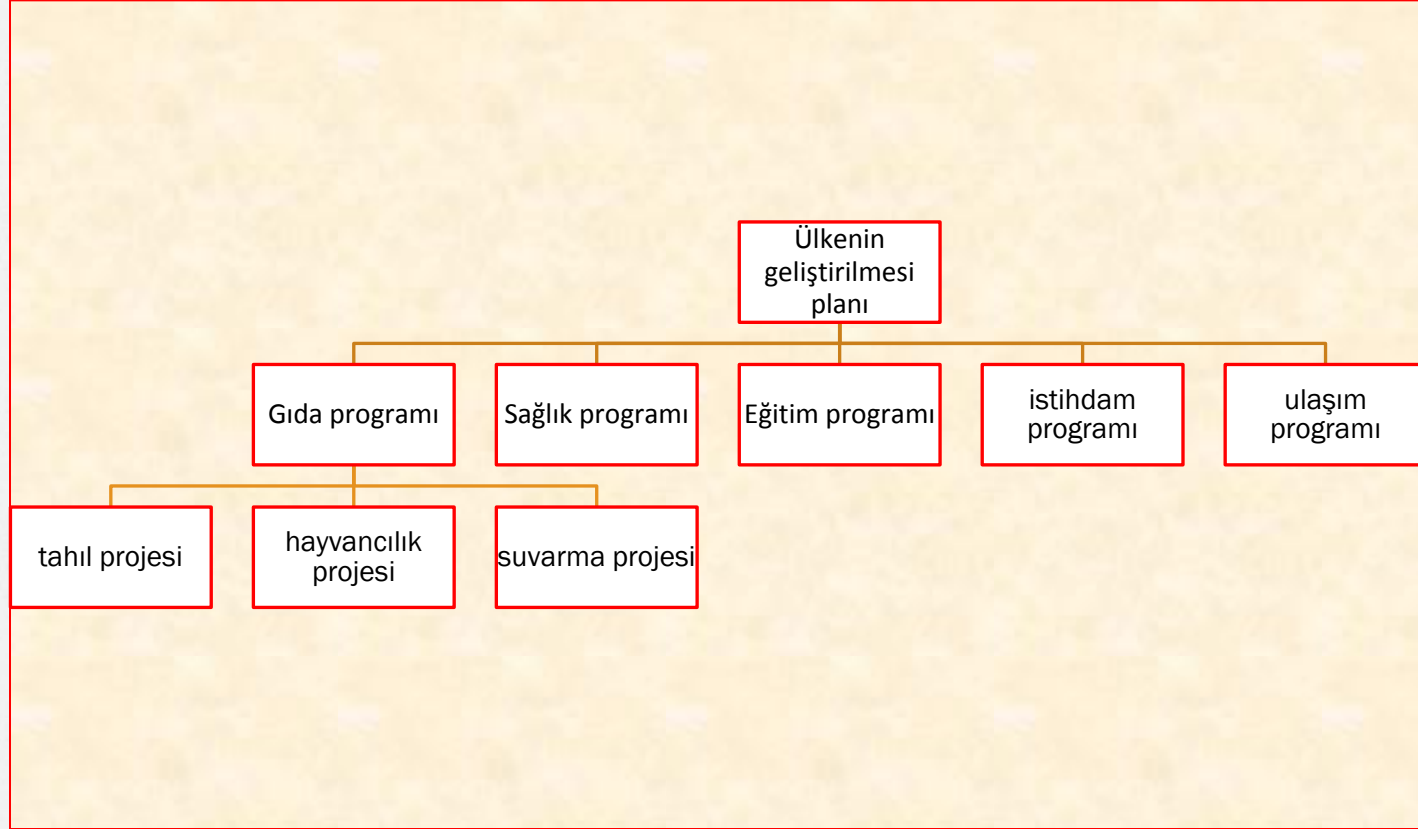 Ülkenin
geliştirilmesi
planı
Gıda programı
Sağlık programı
Eğitim programı
istihdam
programı
ulaşım
programı
tahıl projesi
hayvancılık
projesi
suvarma projesi